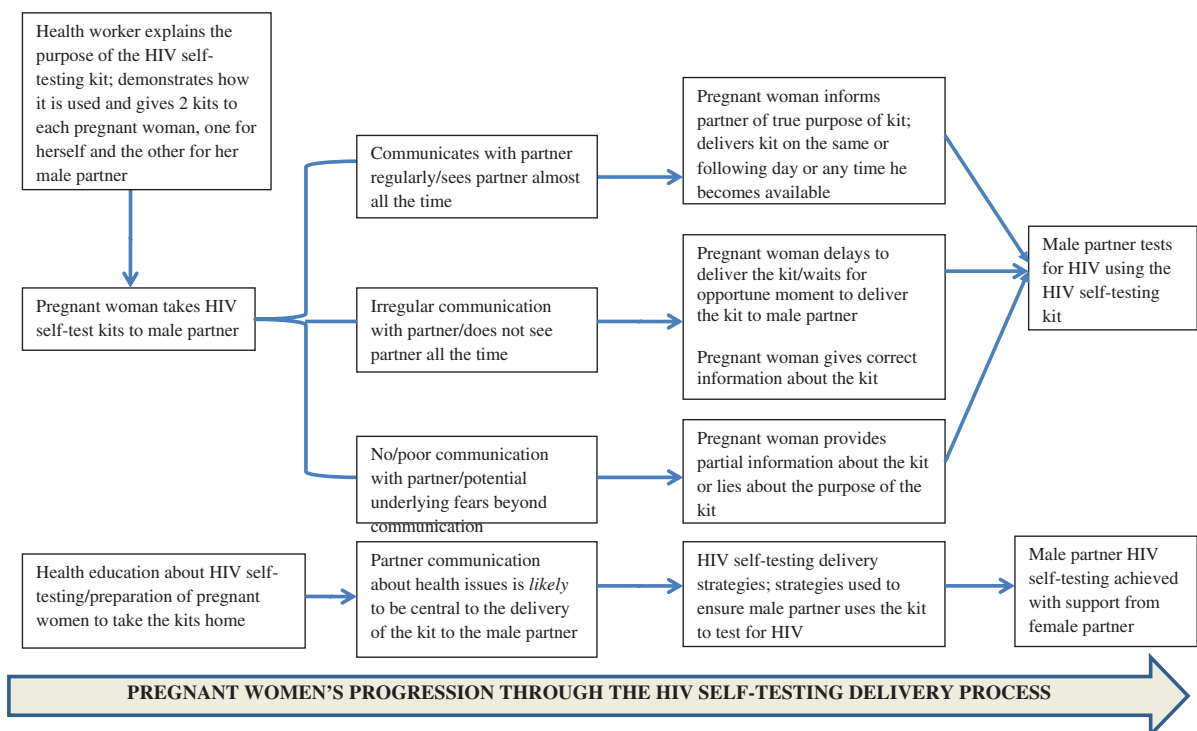 Health worker explains the
purpose of the HIV self-
testing kit; demonstrates how
it is used and gives 2 kits to
each pregnant woman, one for
herself and the other for her
male partner
Pregnant woman takes HIV
self-test kits to male partner
Communicates with partner
regularly/sees partner almost
all the time
Irregular communication
with partner/does not see
partner all the time
No/poor communication
with partner/potential
underlying fears beyond
communication
Pregnant woman informs
partner of true purpose of kit;
delivers kit on the same or
following day or any time he
becomes available
Pregnant woman delays to
deliver the kit/waits for
opportune moment to deliver
the kit to male partner
Pregnant woman gives correct
information about the kit
Pregnant woman provides
partial information about the kit
or lies about the purpose of the
kit
Male partner tests
for HIV using the
HIV self-testing
kit
Health education about HIV self-
testing/preparation of pregnant
women to take the kits home
Partner communication
about health issues is likely
to be central to the delivery
of the kit to the male partner
HIV self-testing delivery
strategies; strategies used to
ensure male partner uses the kit
to test for HIV
Male partner HIV
self-testing achieved
with support from
female partner
PREGNANT WOMEN'S PROGRESSION THROUGH THE HIV SELF-TESTING DELIVERY PROCESS